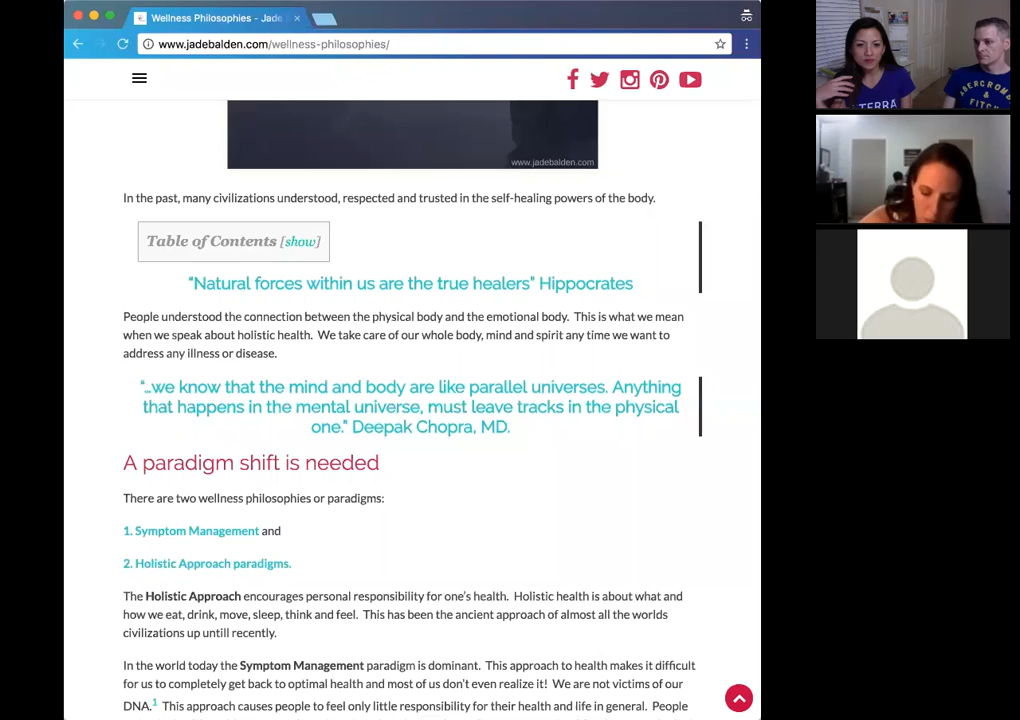 Wellness Philosophies - Jade
www.jadebalden.com/wellness-philosophies/
www.jadebalden.com
In the past, many civilizations understood, respected and trusted in the self-healing powers of the body.
Table of Contents [show]
“Natural forces within us are the true healers” Hippocrates
People understood the connection between the physical body and the emotional body. This is what we mean
when we speak about holistic health. We take care of our whole body, mind and spirit any time we want to
address any illness or disease.
“…we know that the mind and body are like parallel universes. Anything
that happens in the mental universe, must leave tracks in the physical
one.” Deepak Chopra, MD.
A paradigm shift is needed
There are two wellness philosophies or paradigms:
1. Symptom Management and
2. Holistic Approach paradigms.
The Holistic Approach encourages personal responsibility for one’s health. Holistic health is about what and
how we eat, drink, move, sleep, think and feel. This has been the ancient approach of almost all the worlds
civilizations up untill recently.
In the world today the Symptom Management paradigm is dominant. This approach to health makes it difficult
for us to completely get back to optimal health and most of us don’t even realize it! We are not victims of our
DNA.1 This approach causes people to feel only little responsibility for their health and life in general. People
TERRA
ABERCROMBIE
& FITCH